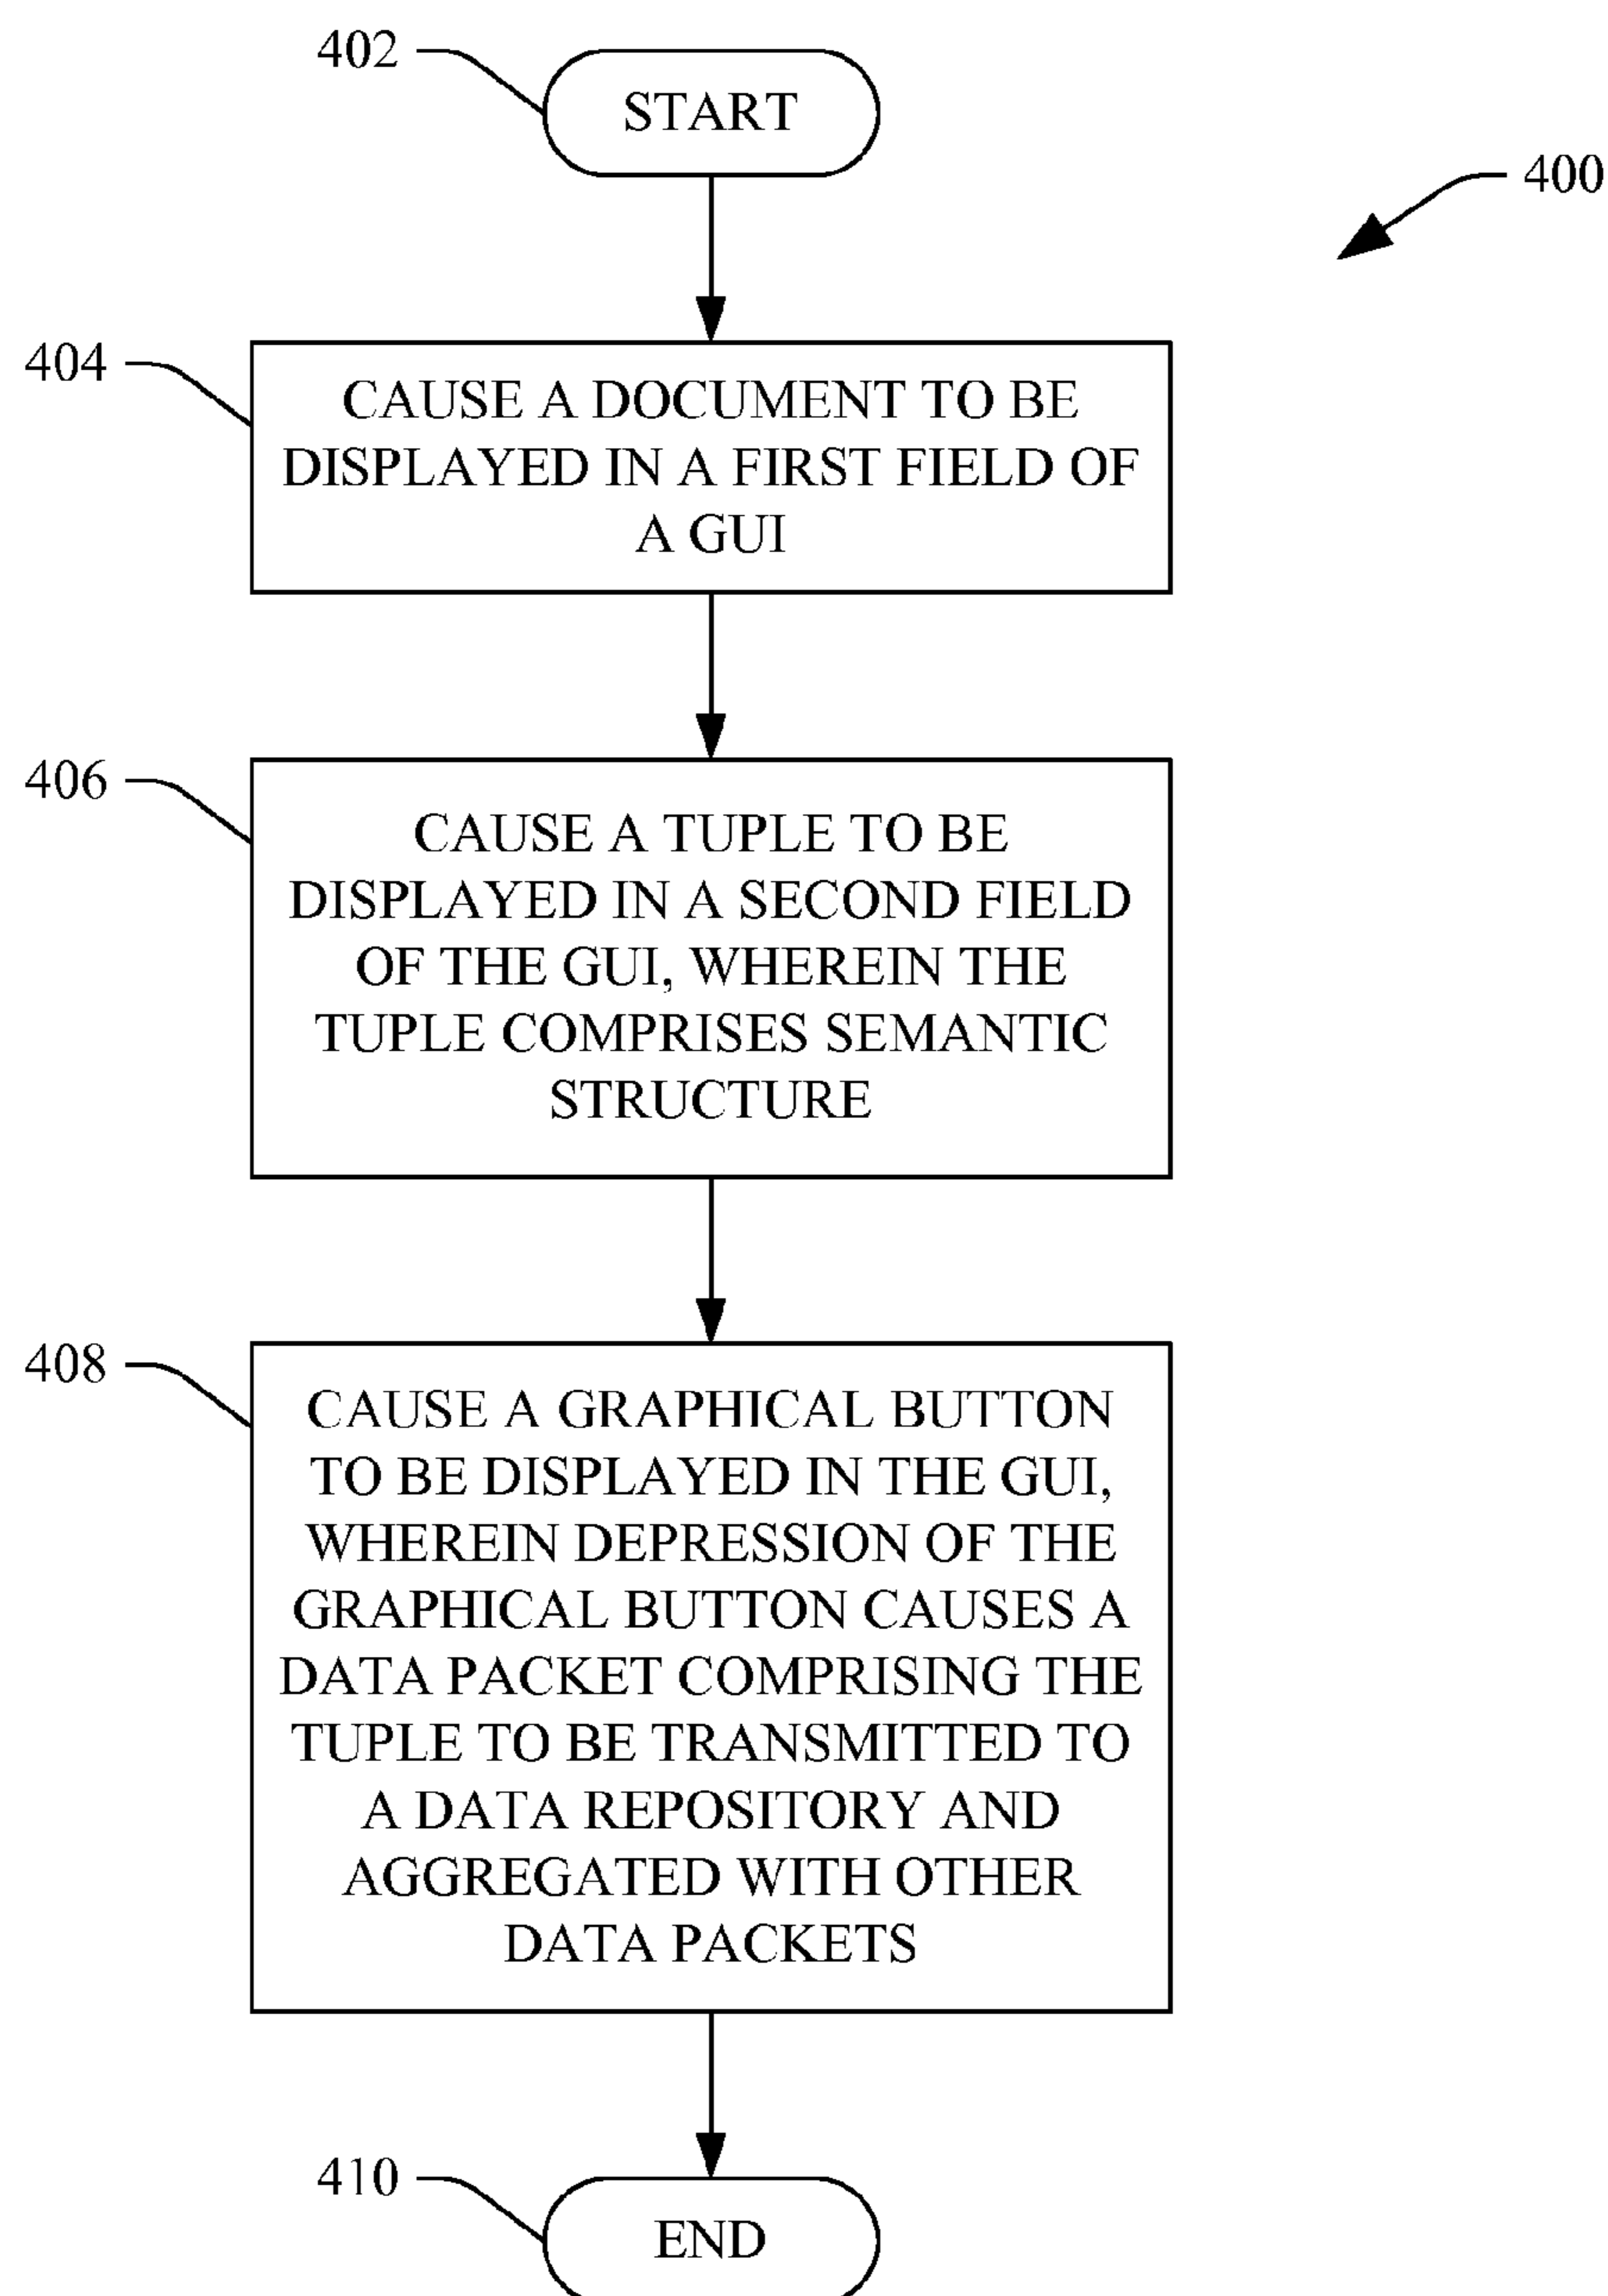 402
START
400
404
CAUSE A DOCUMENT TO BE
DISPLAYED IN A FIRST FIELD OF
A GUI
406
CAUSE A TUPLE TO BE
DISPLAYED IN A SECOND FIELD
OF THE GUI, WHEREIN THE
TUPLE COMPRISES SEMANTIC
STRUCTURE
408
CAUSE A GRAPHICAL BUTTON
TO BE DISPLAYED IN THE GUI,
WHEREIN DEPRESSION OF THE
GRAPHICAL BUTTON CAUSES A
DATA PACKET COMPRISING THE
TUPLE TO BE TRANSMITTED TO
A DATA REPOSITORY AND
AGGREGATED WITH OTHER
DATA PACKETS
410
END